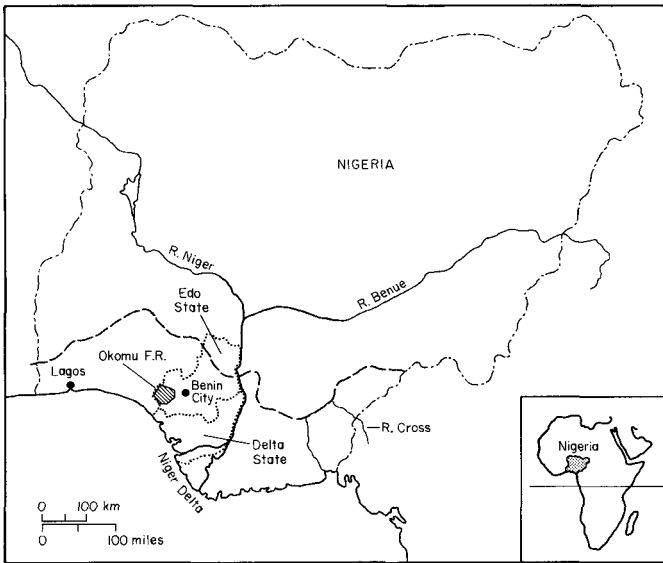 NIGERIA
R. Niger
R. Benue
Edo
State
Okomu F.R.
Lagos
Benin
City
R. Cross
Delta
State
Niger Delta
0 100 km
0 100 miles
Nigeria